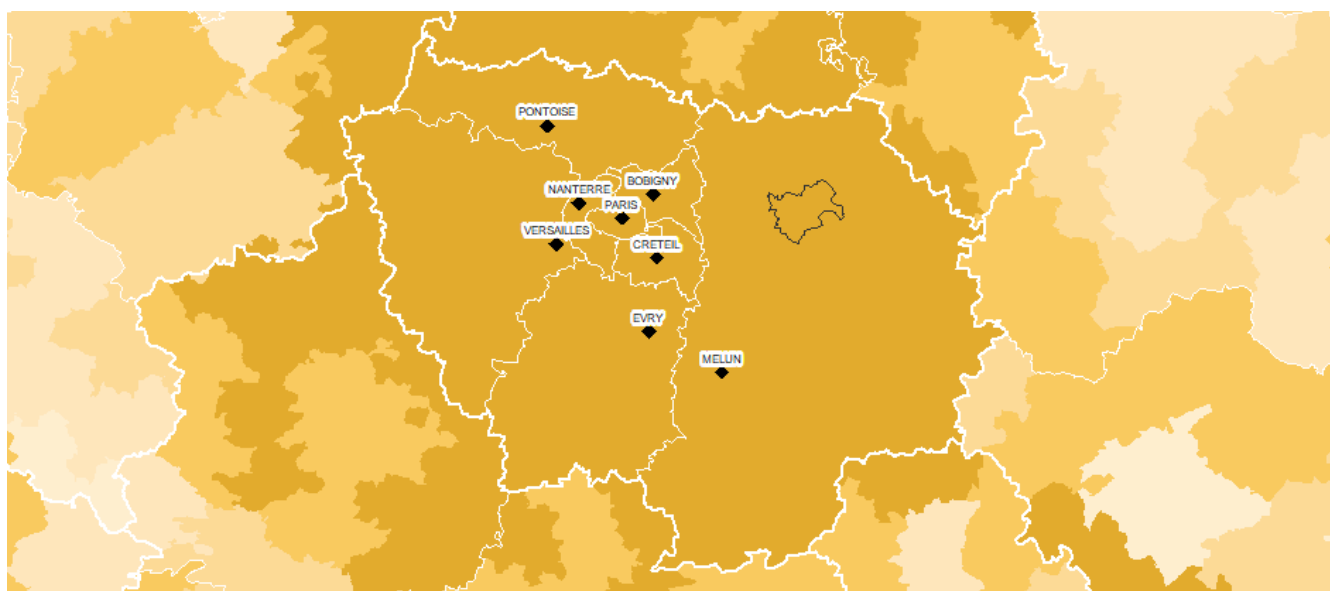 PONTOISE
BOBIGNY
NANTERRE
PARIS
VERSAILLES
CRETEIL
EVRY
MELUN